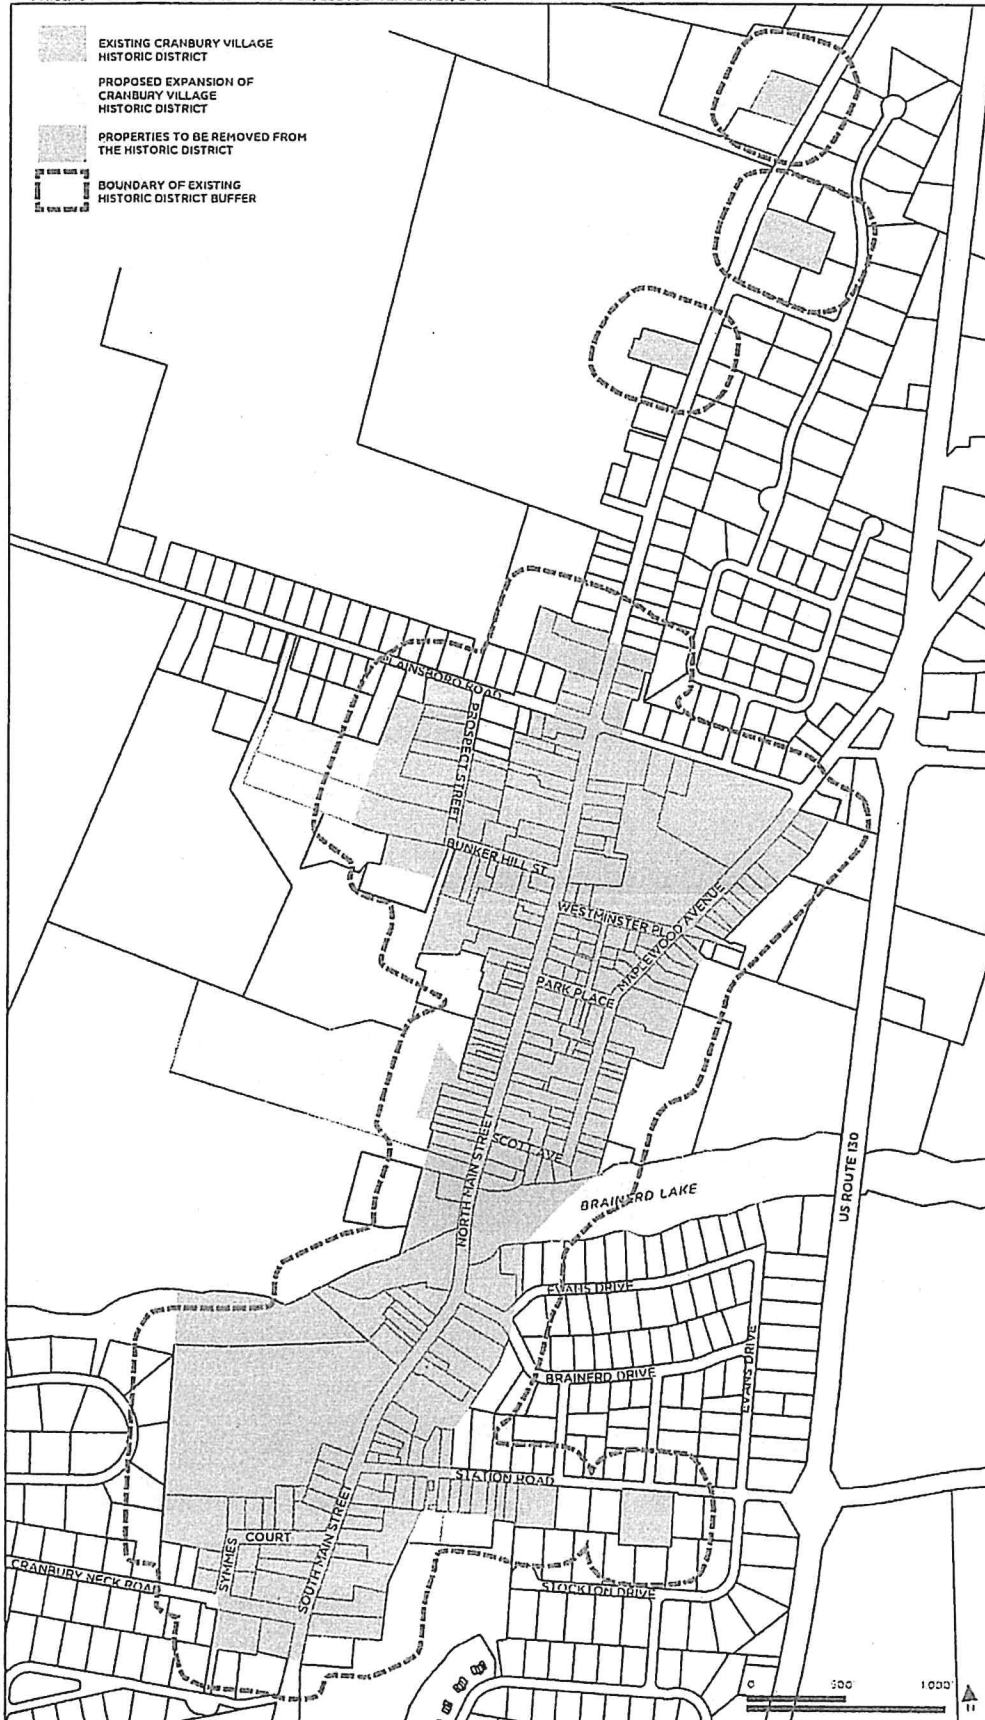 EXISTING CRANBURY VILLAGE
HISTORIC DISTRICT
PROPOSED EXPANSION OF
CRANBURY VILLAGE
HISTORIC DISTRICT
PROPERTIES TO BE REMOVED FROM
THE HISTORIC DISTRICT
BOUNDARY OF EXISTING
HISTORIC DISTRICT BUFFER
PLAINSBORO ROAD
PROSPECT STREET
BUNKER HILL ST
WESTMINSTER PL
MAPLEWOOD AVENUE
PARK PLACE
NORTH MAIN STREET
SCOTT AVE
BRAINERD LAKE
US ROUTE 130
EVANS DRIVE
EVANS DRIVE
BRAINERD DRIVE
STATION ROAD
SOUTH MAIN STREET
SYMMES
COURT
CRANBURY NECK ROAD
STOCKTON DRIVE
0 500' 1,000'